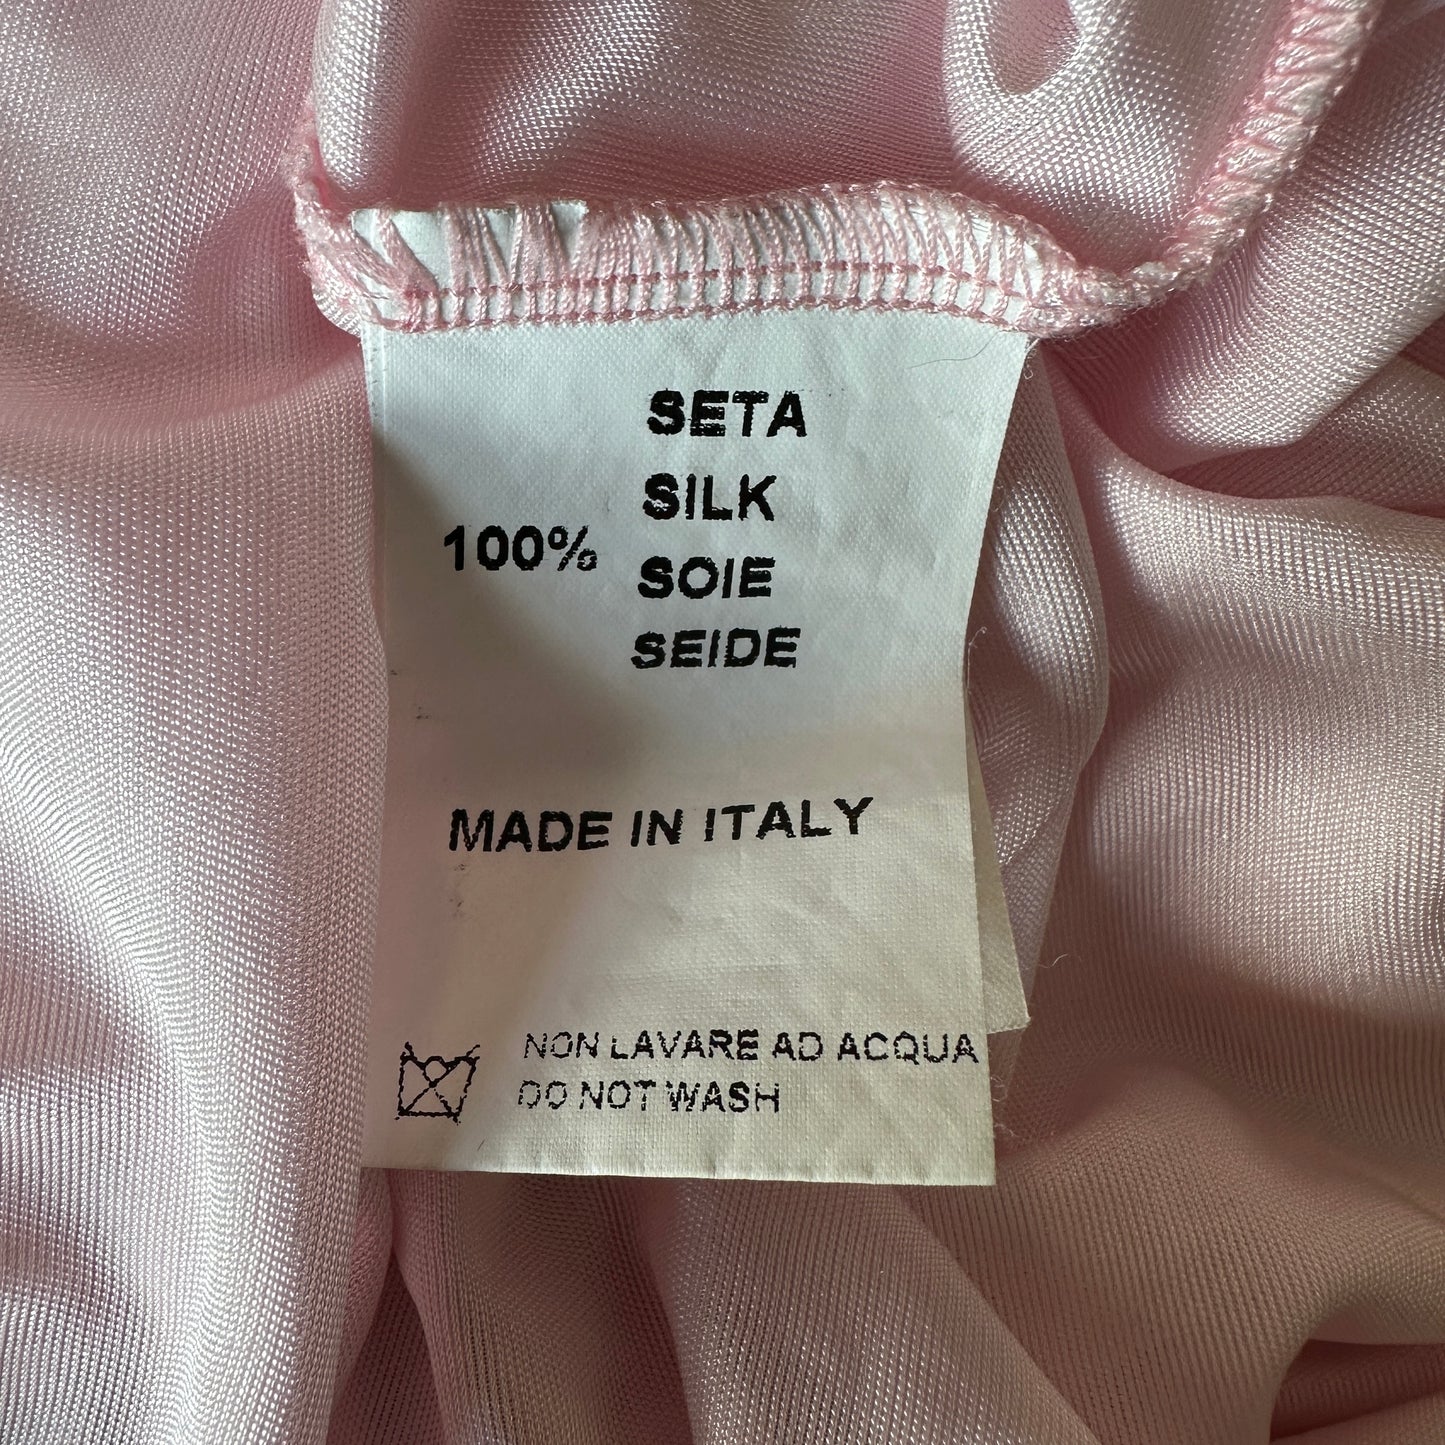 SETA
SILK
100%
SOIE
SEIDE
MADE IN ITALY
NON LAVARE AD ACQUA
DO NOT WASH